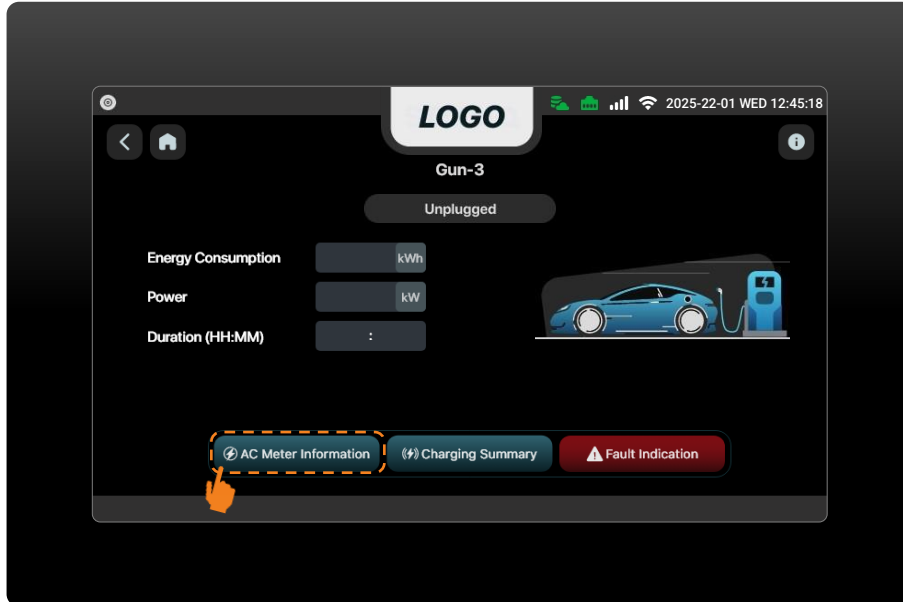 LOGO
2025-22-01 WED 12:45:18
Gun-3
Unplugged
Energy Consumption kWh
Power kW
Duration (HH:MM) :
AC Meter Information Charging Summary Fault Indication